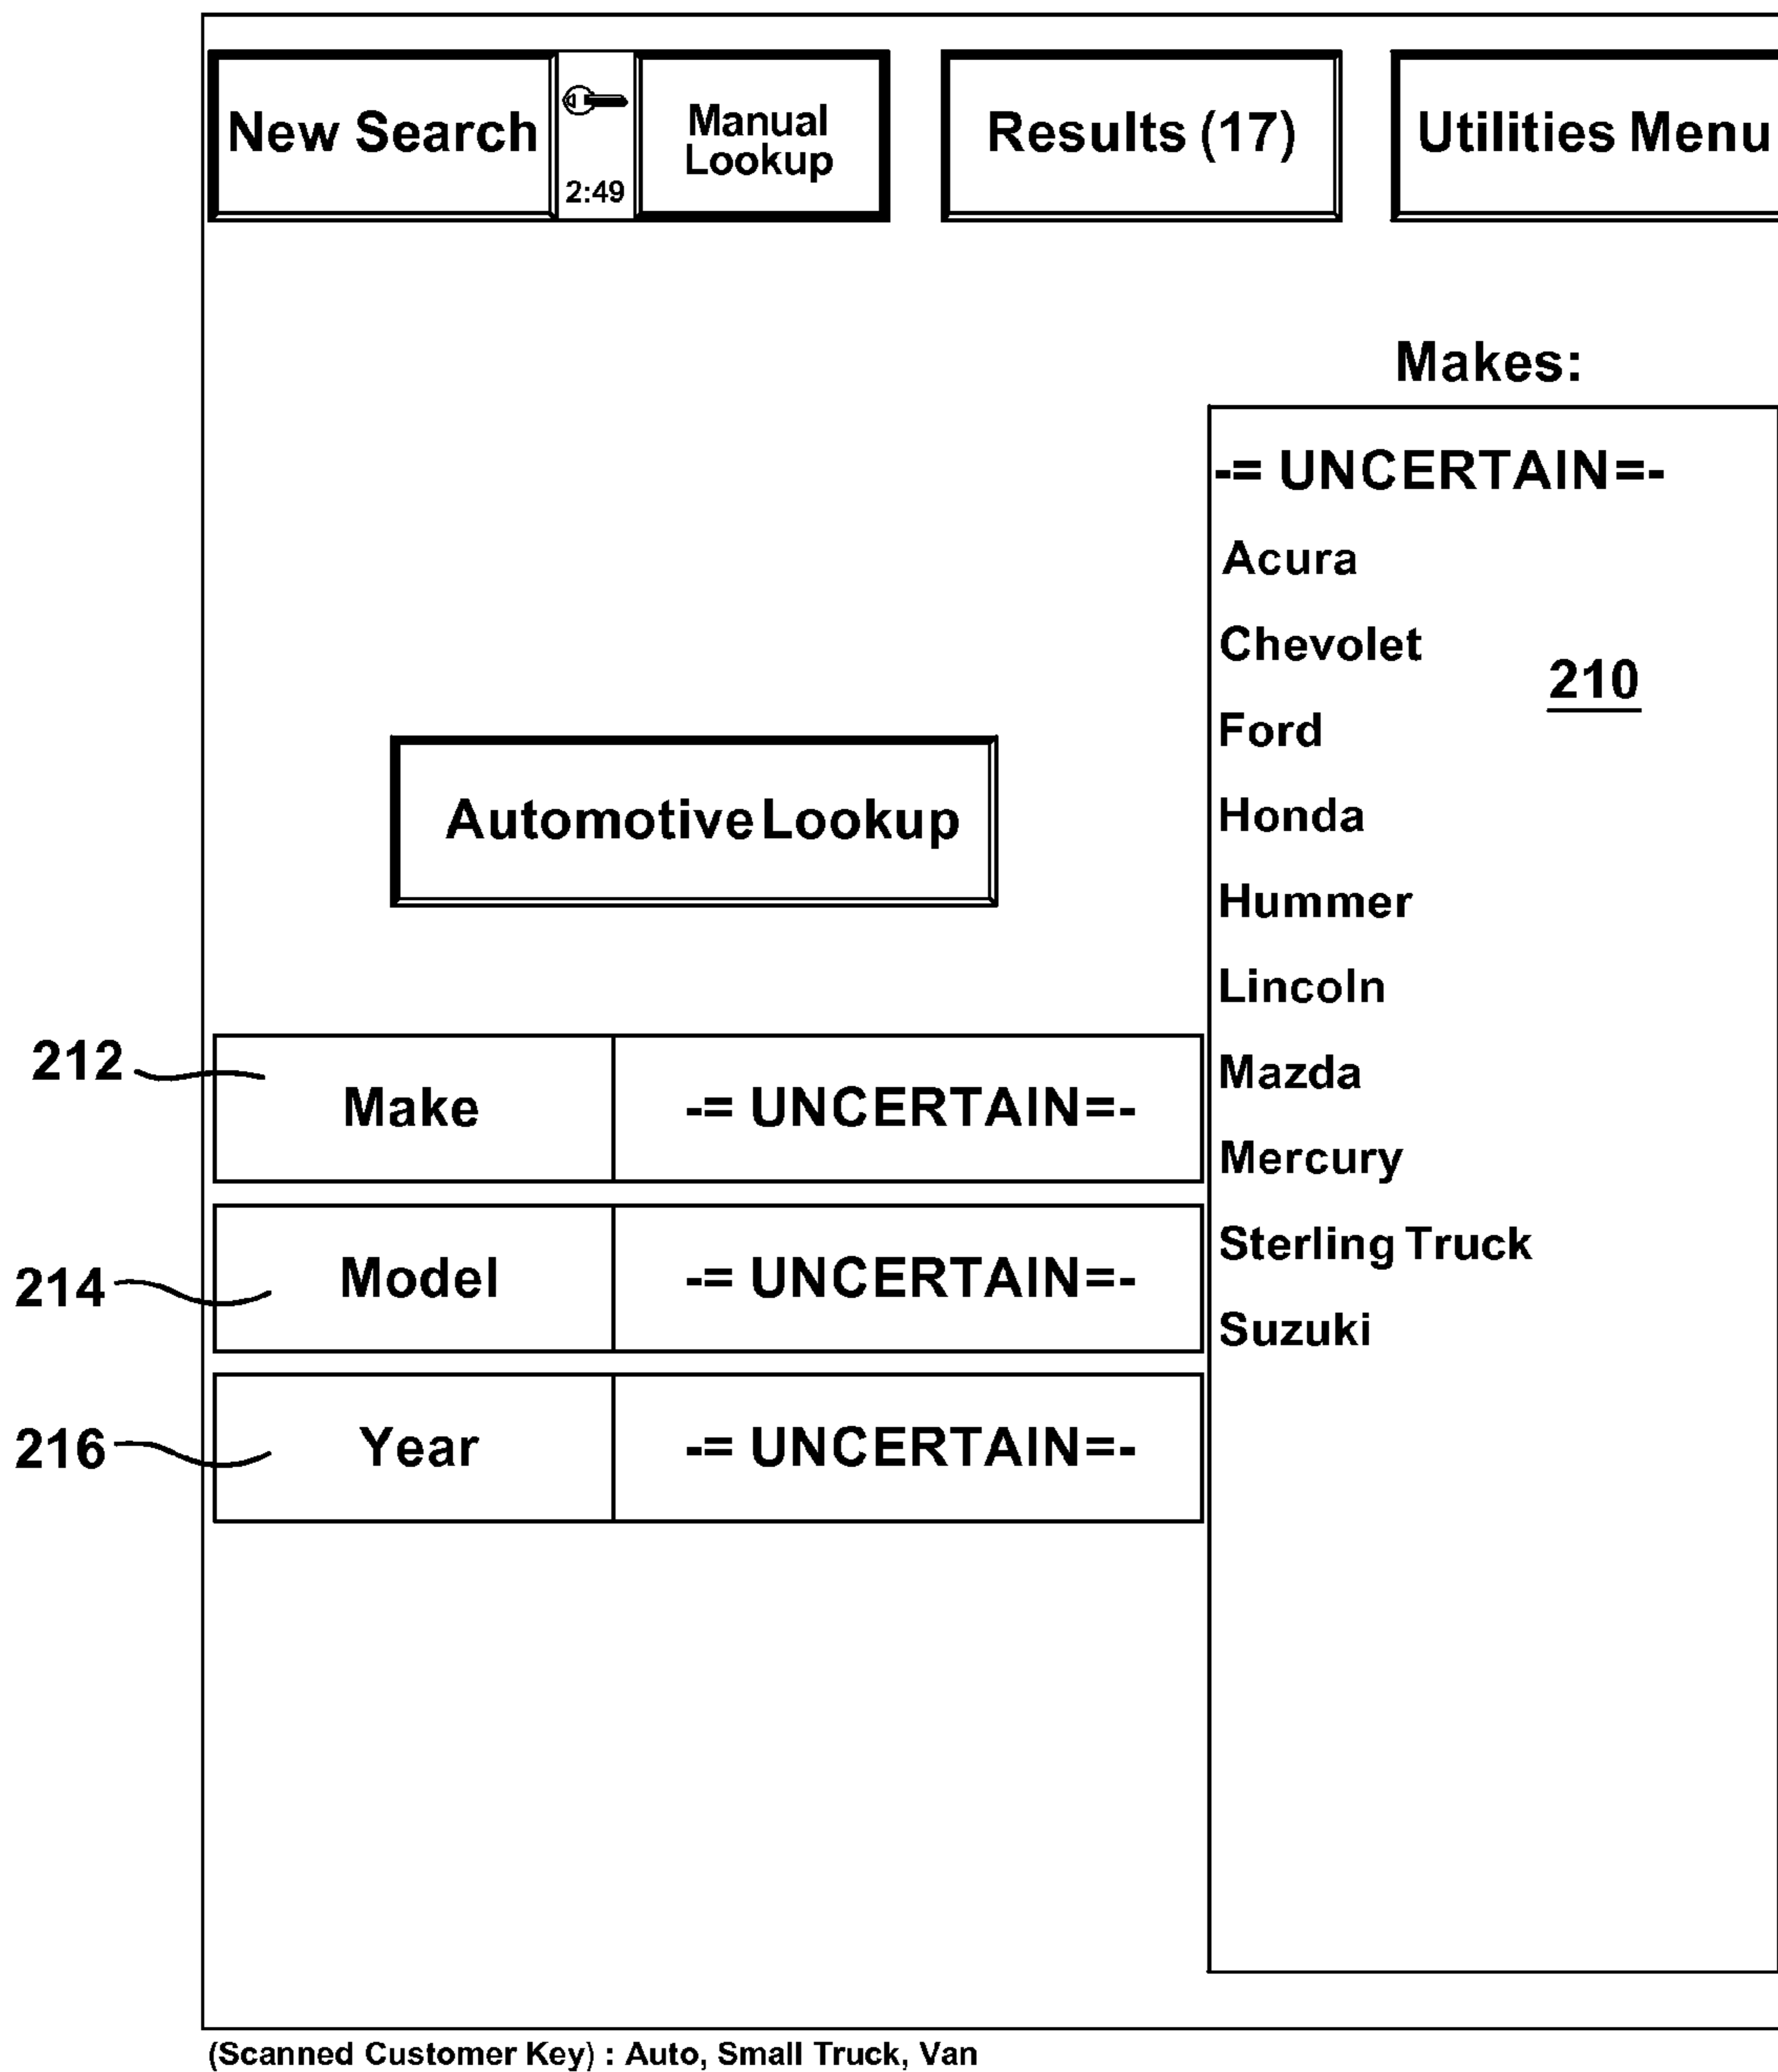 New Search
2:49
Manual
Lookup
Results (17)
Utilities Menu
Makes:
-= UNCERTAIN=-
Acura
Chevolet
210
Ford
Honda
Hummer
Lincoln
Mazda
Mercury
Sterling Truck
Suzuki
Automotive Lookup
212
Make -= UNCERTAIN=-
214
Model -= UNCERTAIN=-
216
Year -= UNCERTAIN=-
(Scanned Customer Key) : Auto, Small Truck, Van